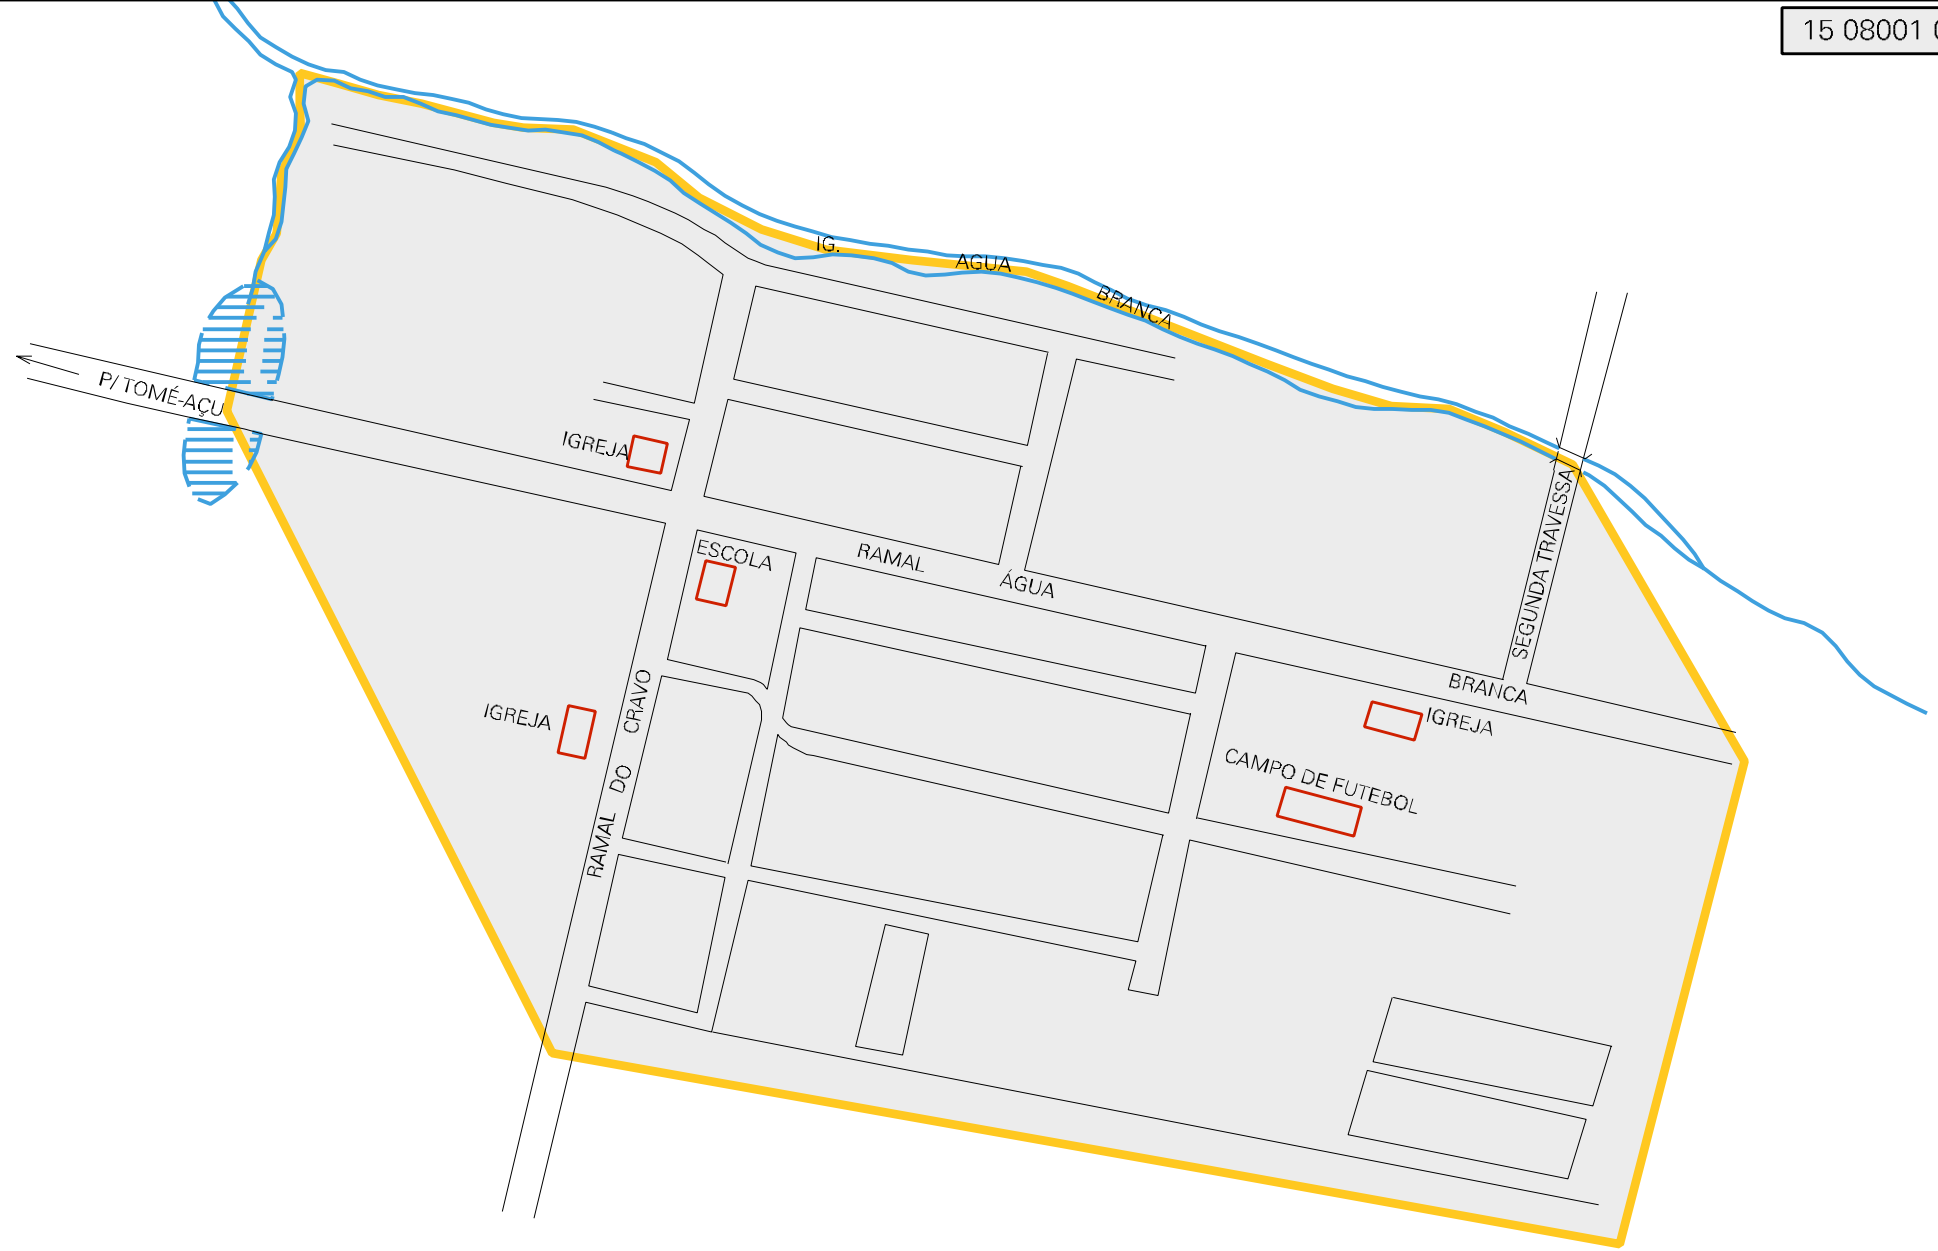 15 08001
IG.
AGUA
BRANCA
P/ TOMÉ-AÇU
IGREJA
ESCOLA
RAMAL
ÁGUA
BRANCA
SEGUNDA TRAVESSA
IGREJA
IGREJA
CAMPO DE FUTEBOL
RAMAL DO CRAVO